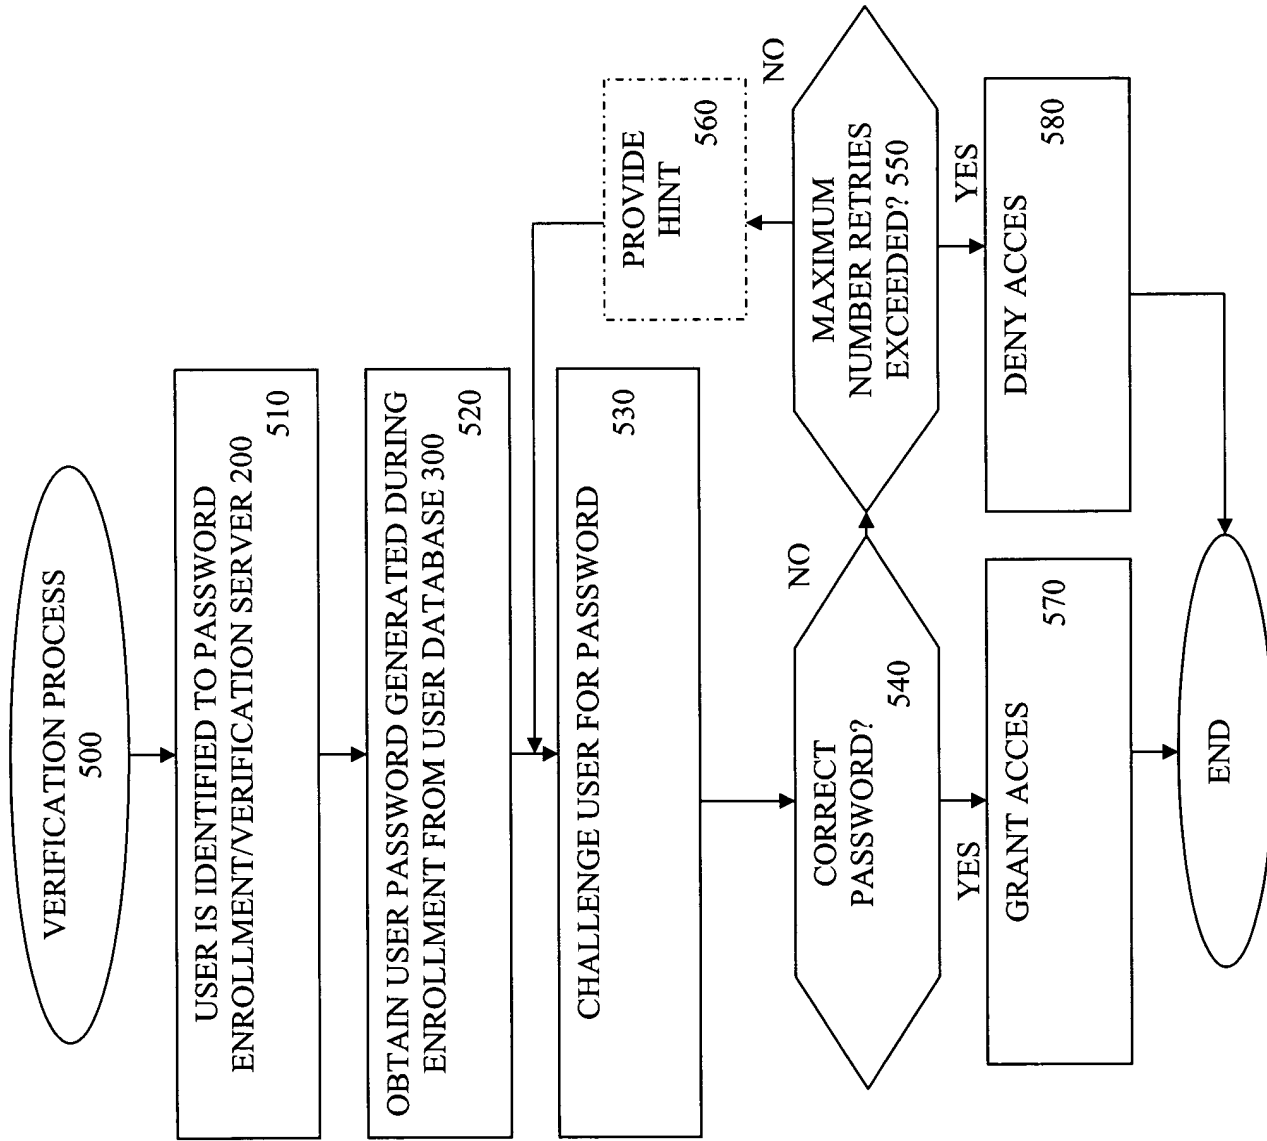 VERIFICATION PROCESS
500
USER IS IDENTIFIED TO PASSWORD
ENROLLMENT/VERIFICATION SERVER 200
510
OBTAIN USER PASSWORD GENERATED DURING
ENROLLMENT FROM USER DATABASE 300
520
CHALLENGE USER FOR PASSWORD
530
CORRECT
PASSWORD?
540
NO
YES
MAXIMUM
NUMBER RETRIES
EXCEEDED? 550
NO
YES
PROVIDE
HINT
560
GRANT ACCES
570
DENY ACCES
580
END